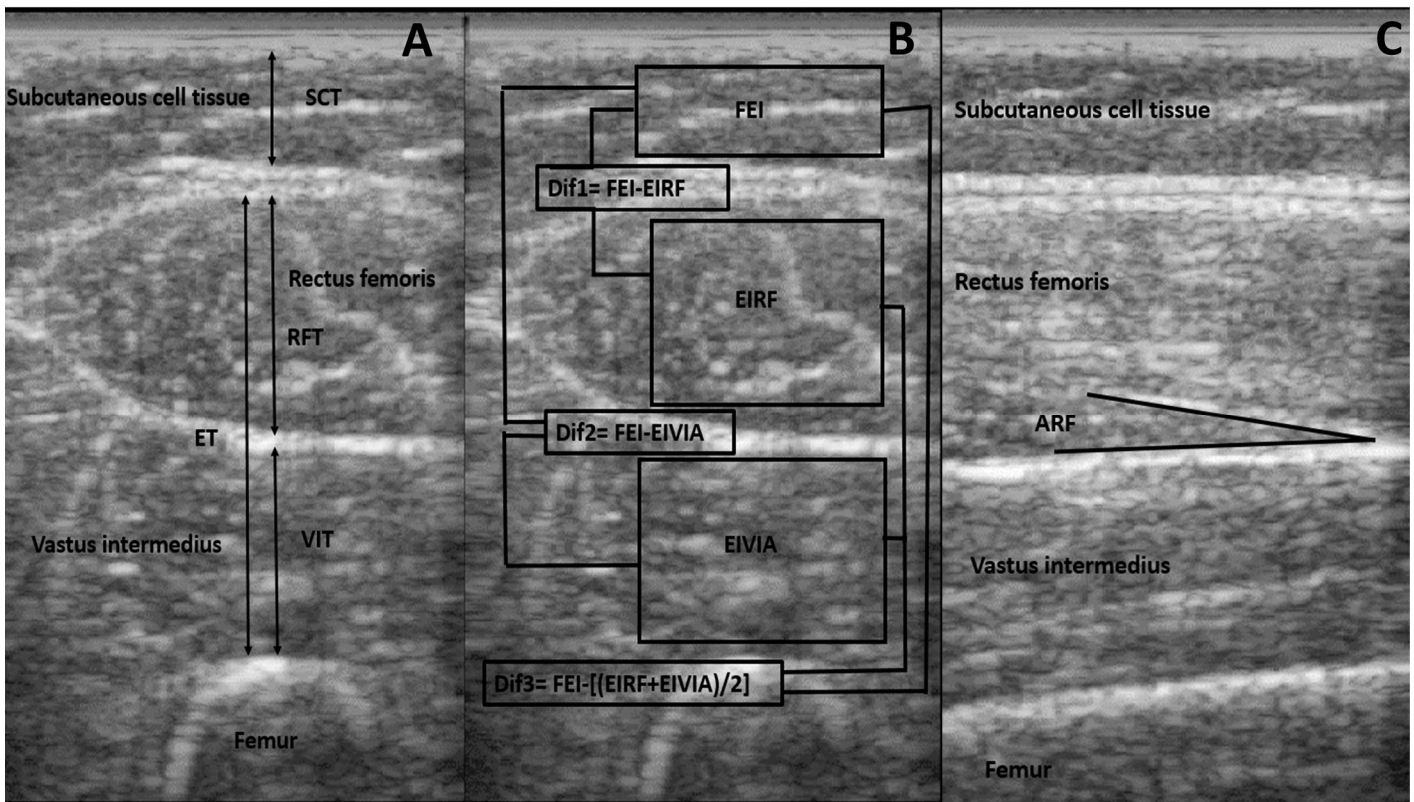 A
Subcutaneous cell tissue
SCT
Rectus femoris
RFT
ET
Vastus intermedius
VIT
Femur
B
FEI
Dif1= FEI-EIRF
EIRF
Dif2= FEI-EIVIA
EIVIA
Dif3= FEI-[(EIRF+EIVIA)/2]
C
Subcutaneous cell tissue
Rectus femoris
ARF
Vastus intermedius
Femur